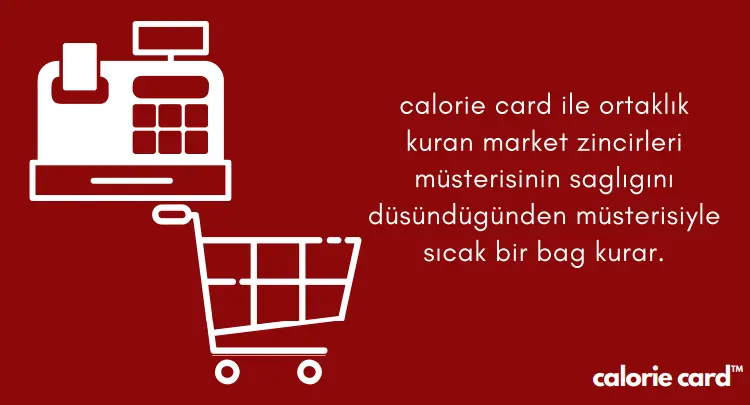 calorie card ile ortaklık
kuran market zincirleri
müsterisinin saglıgını
düsündügünden müsterisiyle
sıcak bir bag kurar.
calorie card™